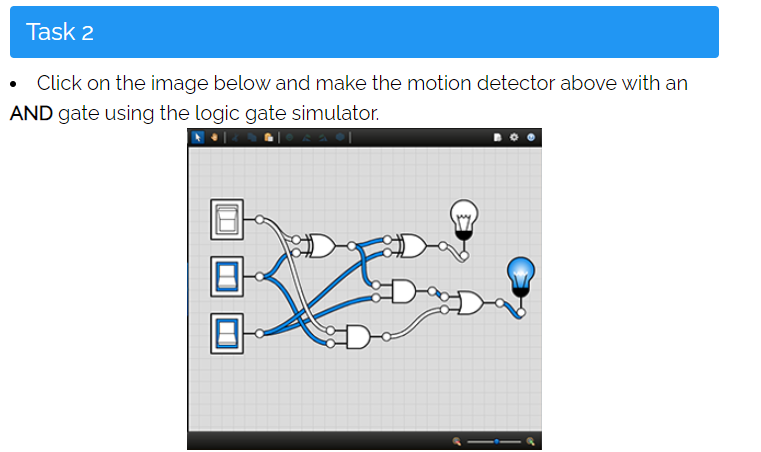 Task 2
• Click on the image below and make the motion detector above with an
AND gate using the logic gate simulator.